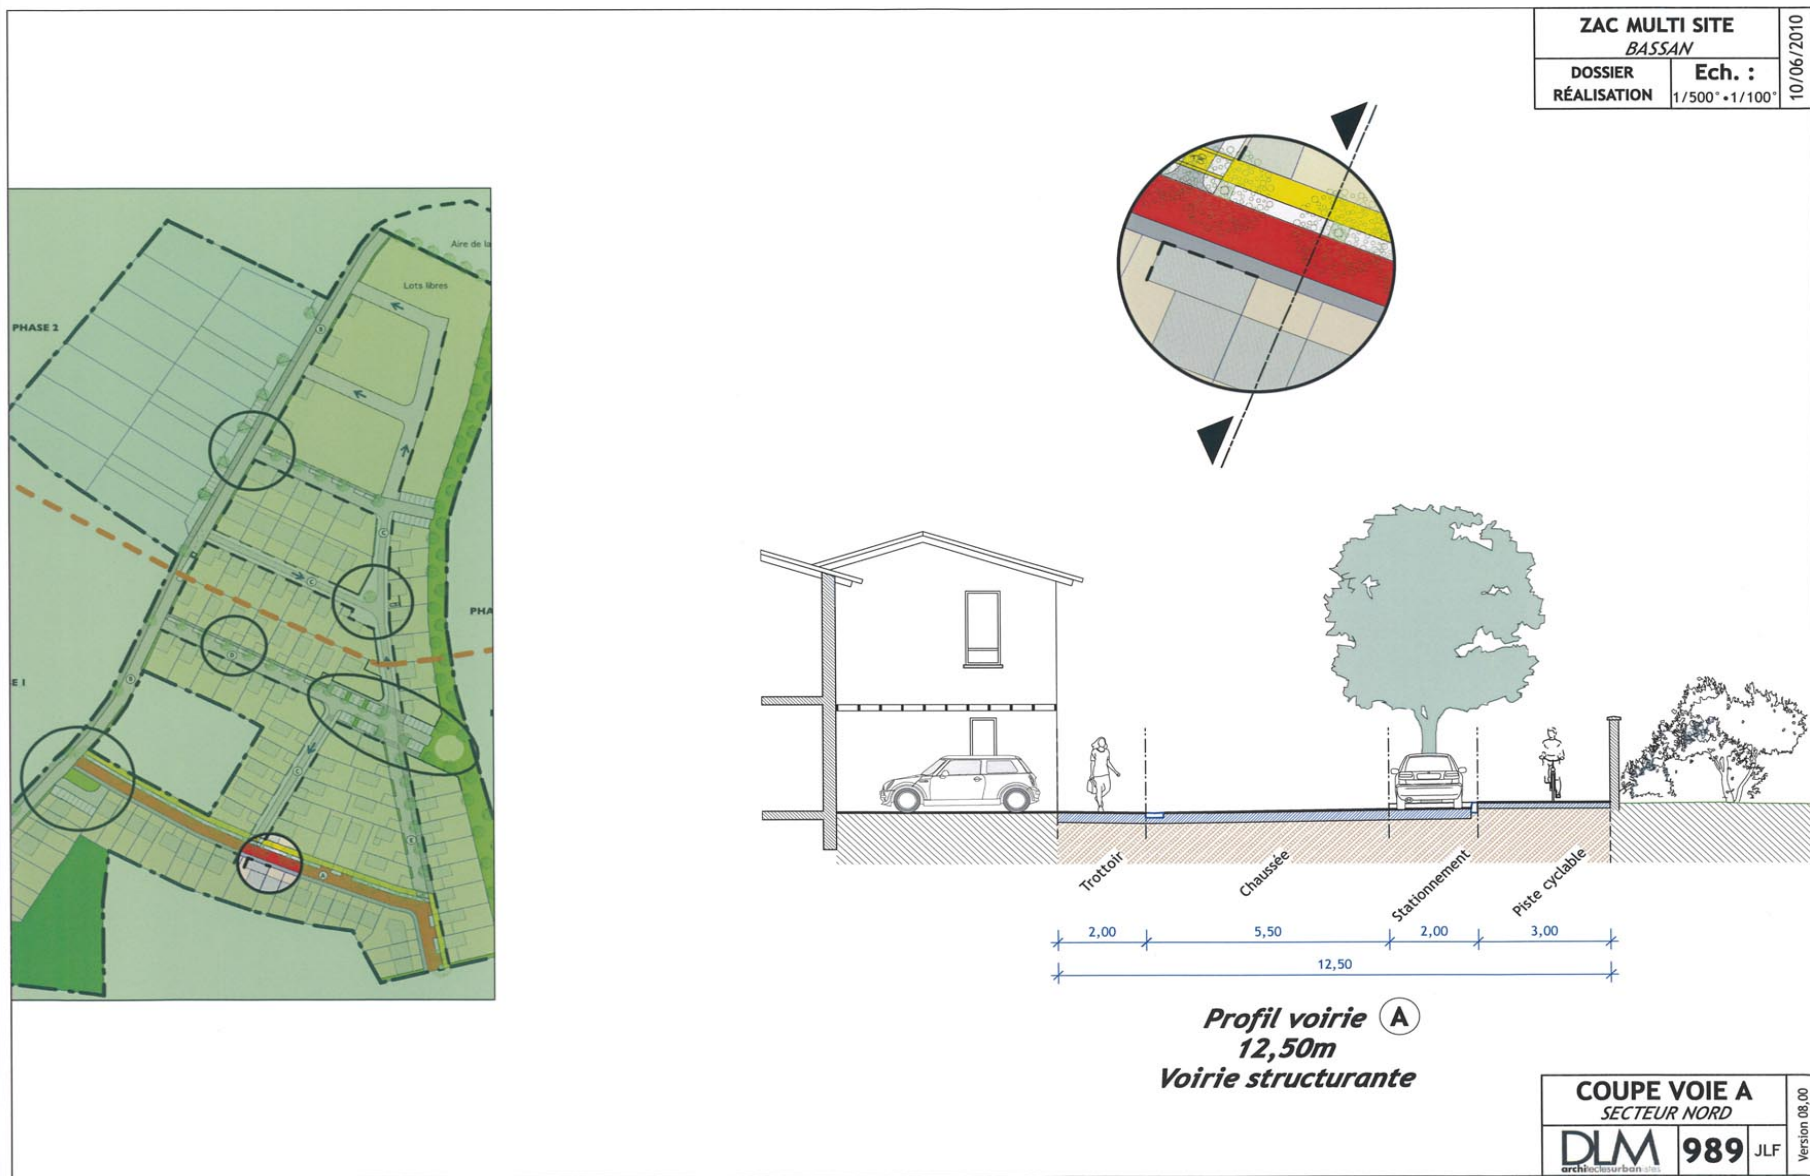 ZAC MULTI SITE
BASSAN
DOSSIER
RÉALISATION
Ech. :
1/500° • 1/100°
10/06/2010
Aire de la
Lots libres
PHASE 2
B
C
C
PHA
D
E 1
B
C
E
A
Trottoir
Chaussée
Stationnement
Piste cyclable
2,00
5,50
2,00
3,00
12,50
Profil voirie A
12,50m
Voirie structurante
COUPE VOIE A
SECTEUR NORD
DLM
architectesurbanistes
989
JLF
Version 08,00